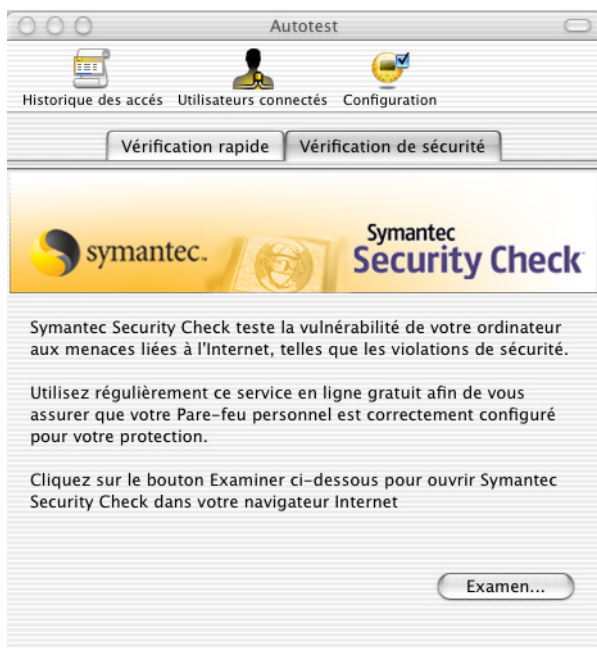 Autotest
Historique des accés Utilisateurs connectés Configuration
Vérification rapide Vérification de sécurité
symantec.
Symantec
Security Check
Symantec Security Check teste la vulnérabilité de votre ordinateur
aux menaces liées à l'Internet, telles que les violations de sécurité.
Utilisez régulièrement ce service en ligne gratuit afin de vous
assurer que votre Pare-feu personnel est correctement configuré
pour votre protection.
Cliquez sur le bouton Examiner ci-dessous pour ouvrir Symantec
Security Check dans votre navigateur Internet
Examen...